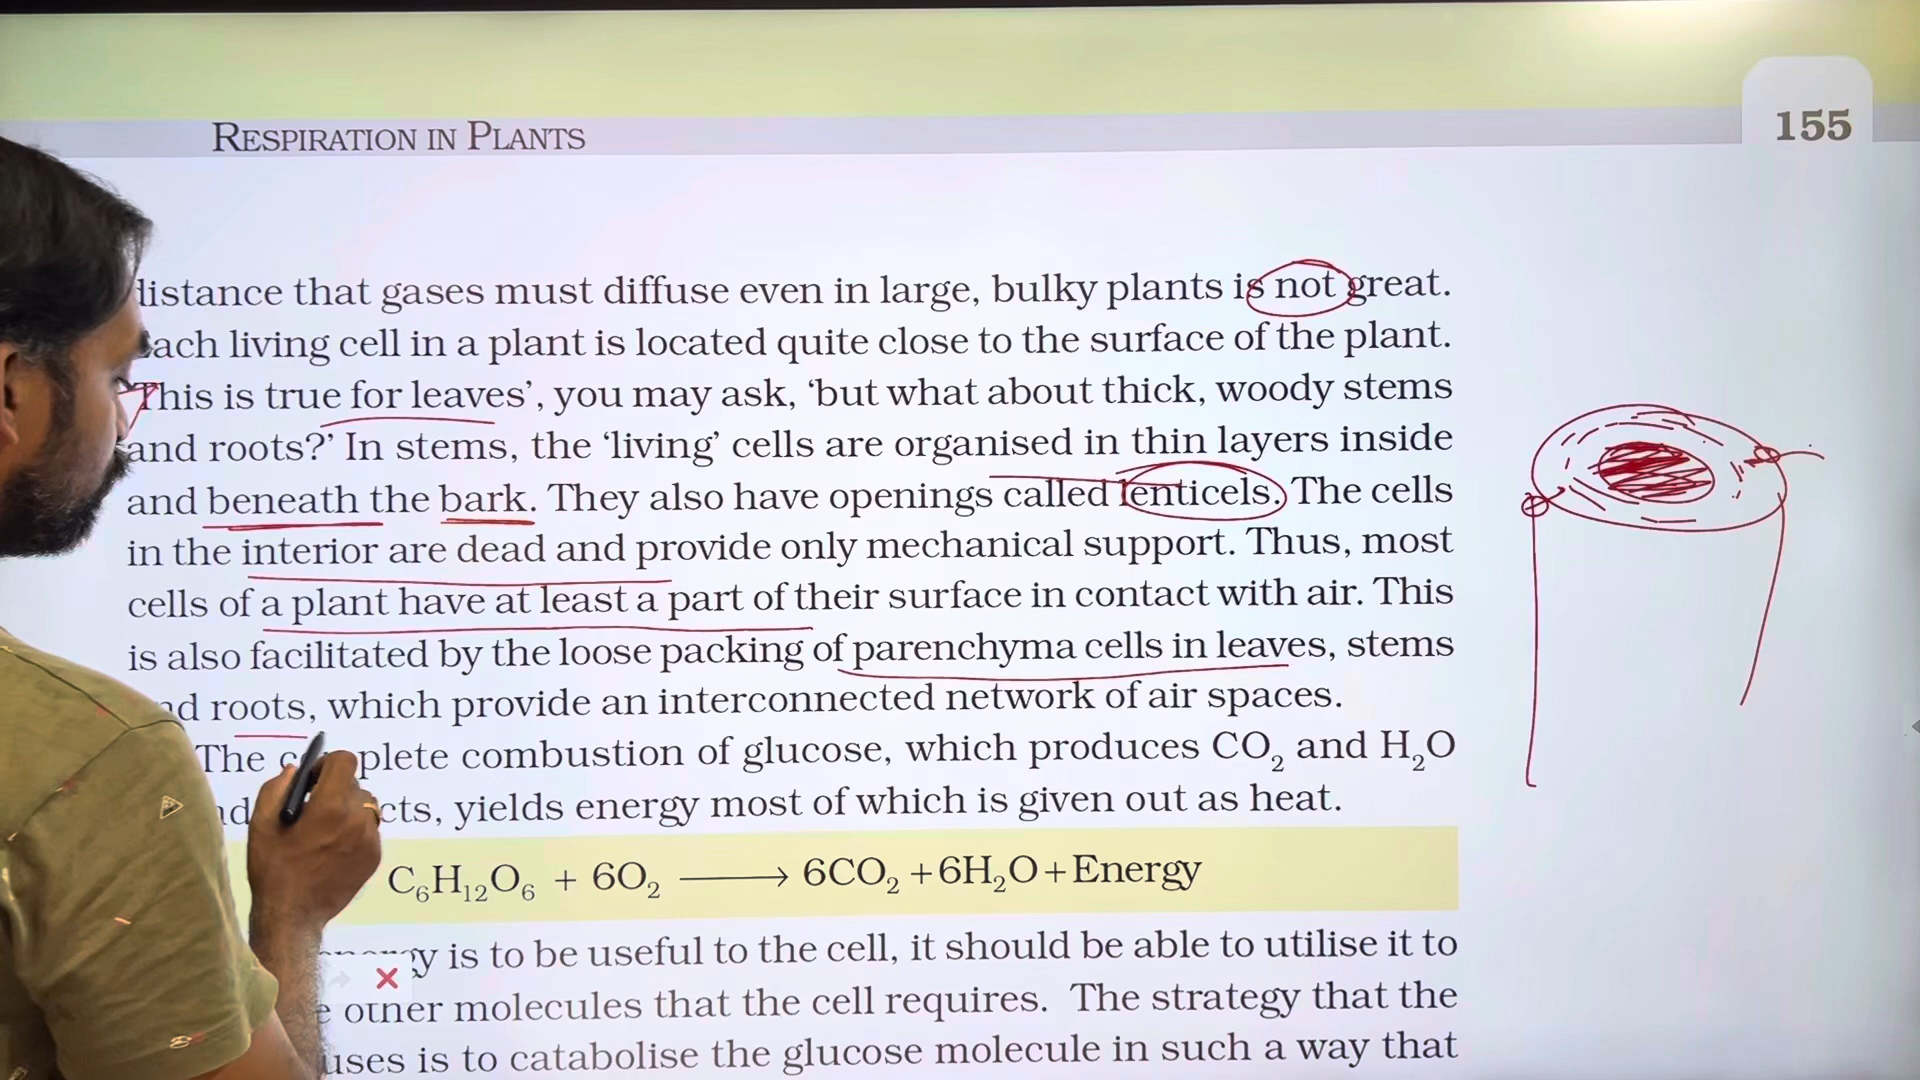 RESPIRATION IN PLANTS
155
distance that gases must diffuse even in large, bulky plants is not great.
Each living cell in a plant is located quite close to the surface of the plant.
This is true for leaves’, you may ask, ‘but what about thick, woody stems
and roots?’ In stems, the ‘living’ cells are organised in thin layers inside
and beneath the bark. They also have openings called lenticels. The cells
in the interior are dead and provide only mechanical support. Thus, most
cells of a plant have at least a part of their surface in contact with air. This
is also facilitated by the loose packing of parenchyma cells in leaves, stems
and roots, which provide an interconnected network of air spaces.
The complete combustion of glucose, which produces CO₂ and H₂O
yields energy most of which is given out as heat.
C₆H₁₂O₆ + 6O₂ ⟶ 6CO₂ + 6H₂O + Energy
is to be useful to the cell, it should be able to utilise it to
other molecules that the cell requires. The strategy that the
uses is to catabolise the glucose molecule in such a way that